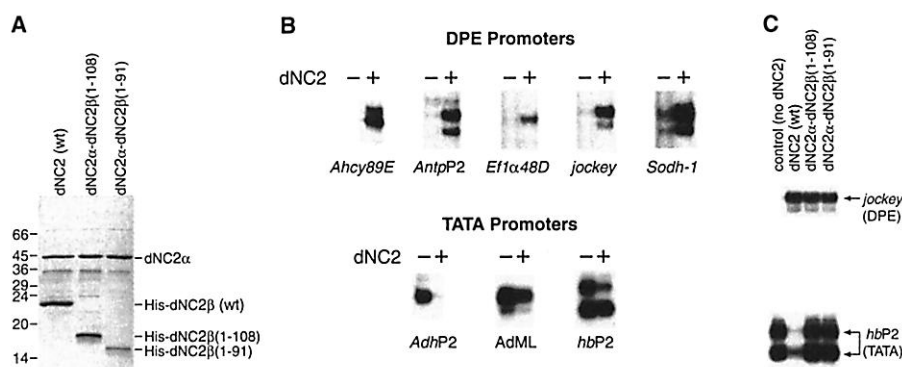 A
dNC2 (wt)
dNC2α-dNC2β(1-108)
dNC2α-dNC2β(1-91)
66
45
36
29
24
20
14
dNC2α
His-dNC2β (wt)
His-dNC2β(1-108)
His-dNC2β(1-91)
B
DPE Promoters
dNC2 – + – + – + – + – +
Ahcy89E AntpP2 Ef1α48D jockey Sodh-1
TATA Promoters
dNC2 – + – + – +
AdhP2 AdML hbP2
C
control (no dNC2)
dNC2 (wt)
dNC2α-dNC2β(1-108)
dNC2α-dNC2β(1-91)
jockey
(DPE)
hbP2
(TATA)